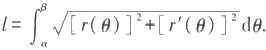 l = ∫_α^β √([r(θ)]² + [r′(θ)]²) dθ.